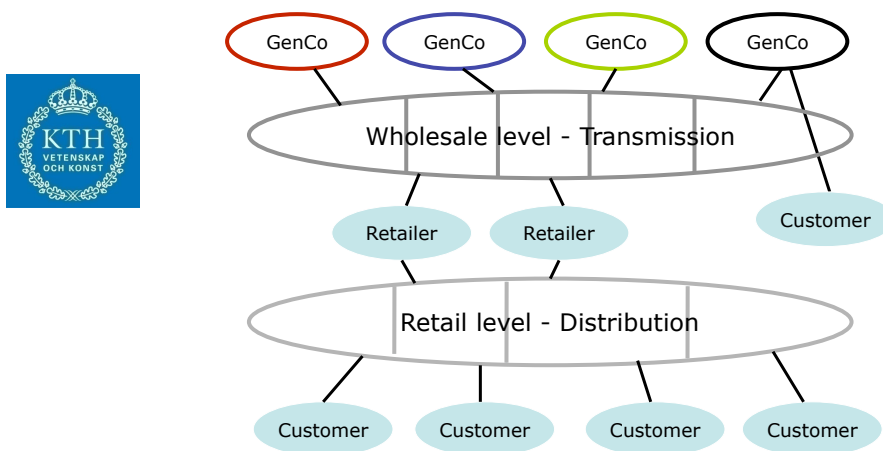 GenCo GenCo GenCo GenCo
KTH
VETENSKAP
OCH KONST
Wholesale level - Transmission
Retailer Retailer Customer
Retail level - Distribution
Customer Customer Customer Customer